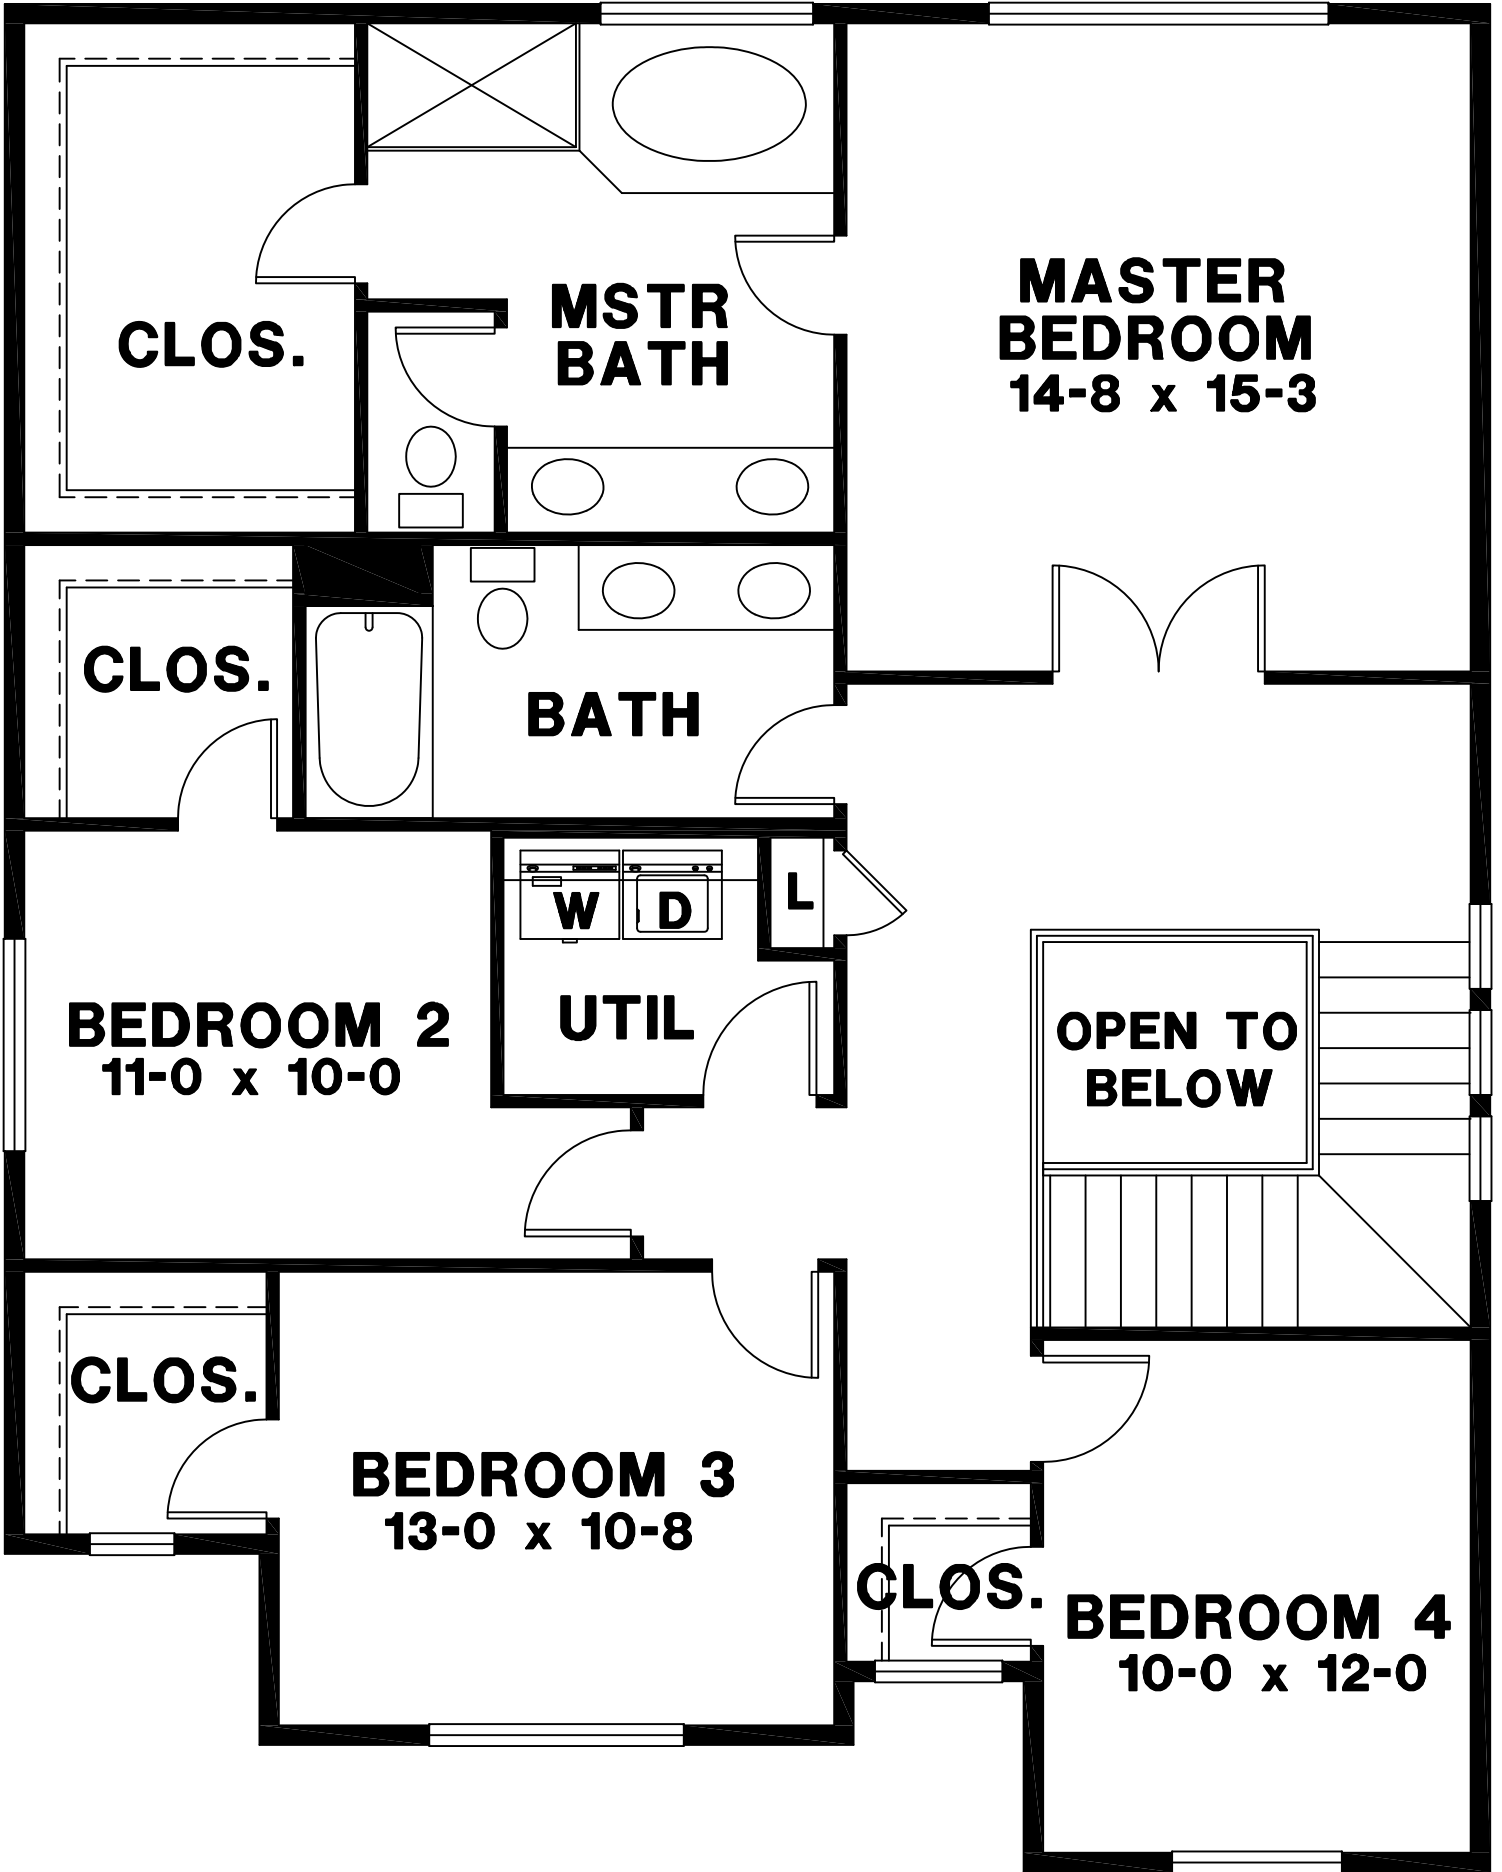 MASTER
BEDROOM
14-8 x 15-3
MSTR
BATH
CLOS.
CLOS.
BATH
W
D
L
UTIL
BEDROOM 2
11-0 x 10-0
OPEN TO
BELOW
CLOS.
BEDROOM 3
13-0 x 10-8
CLOS.
BEDROOM 4
10-0 x 12-0